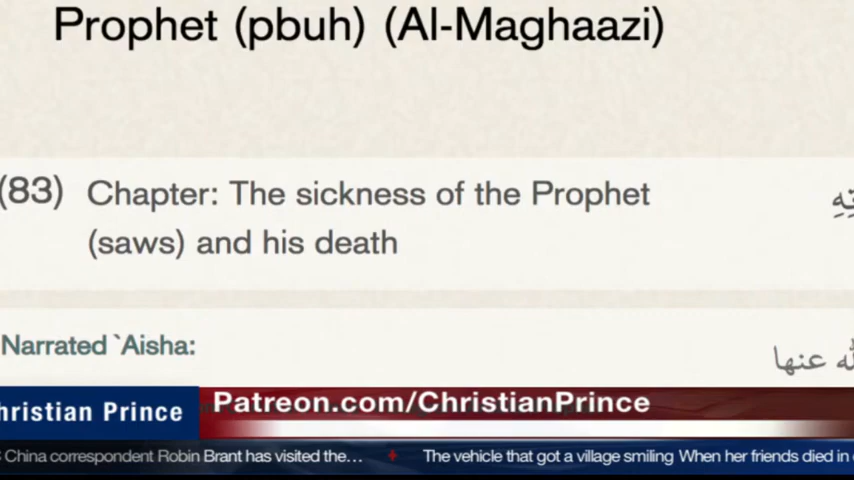 Prophet (pbuh) (Al-Maghaazi)
(83) Chapter: The sickness of the Prophet
(saws) and his death
Narrated `Aisha:
الله عنها
hristian Prince
Patreon.com/ChristianPrince
China correspondent Robin Brant has visited the… The vehicle that got a village smiling When her friends died in